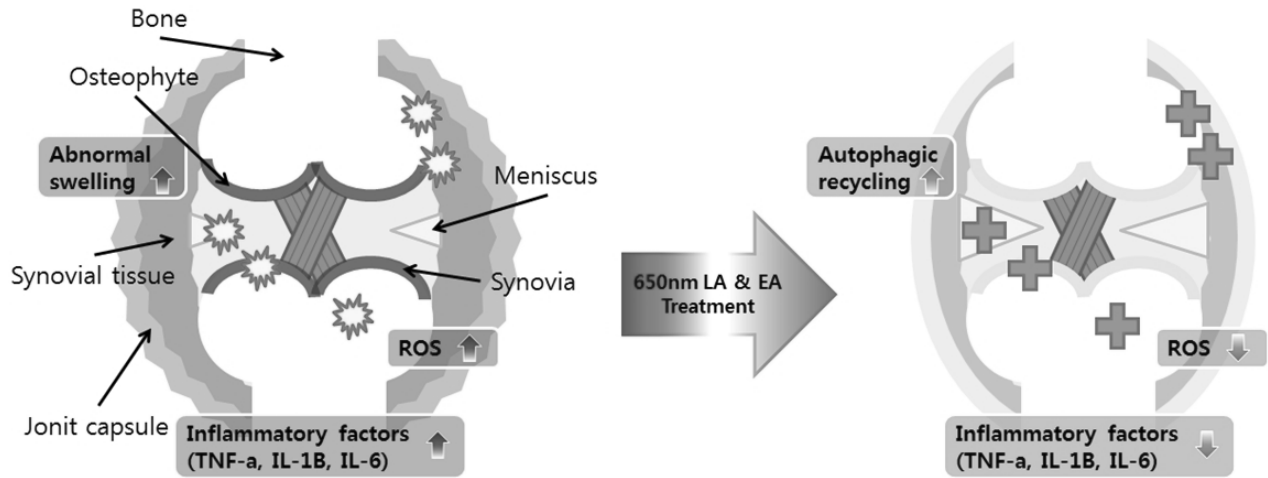 Bone
Osteophyte
Abnormal
swelling
Meniscus
Synovial tissue
Synovia
ROS
Jonit capsule
Inflammatory factors
(TNF-a, IL-1B, IL-6)
650nm LA & EA
Treatment
Autophagic
recycling
ROS
Inflammatory factors
(TNF-a, IL-1B, IL-6)